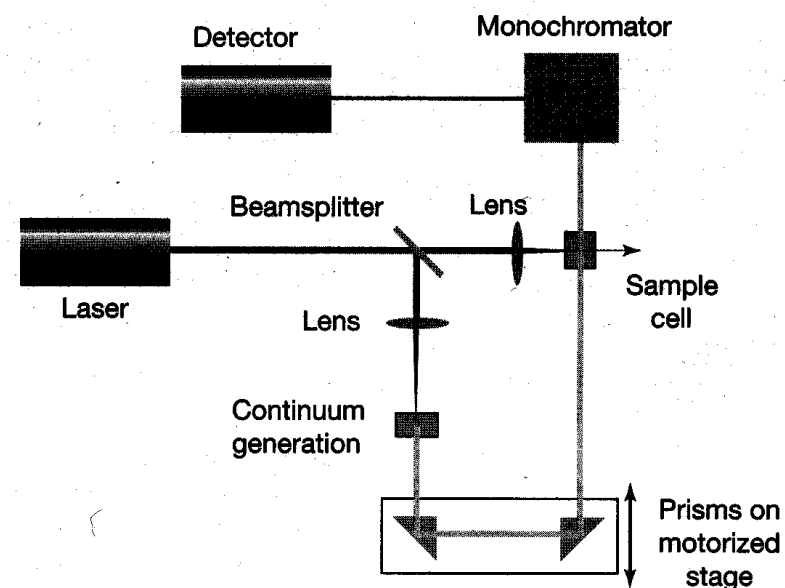 Detector
Monochromator
Beamsplitter
Lens
Laser
Sample
cell
Lens
Continuum
generation
Prisms on
motorized
stage